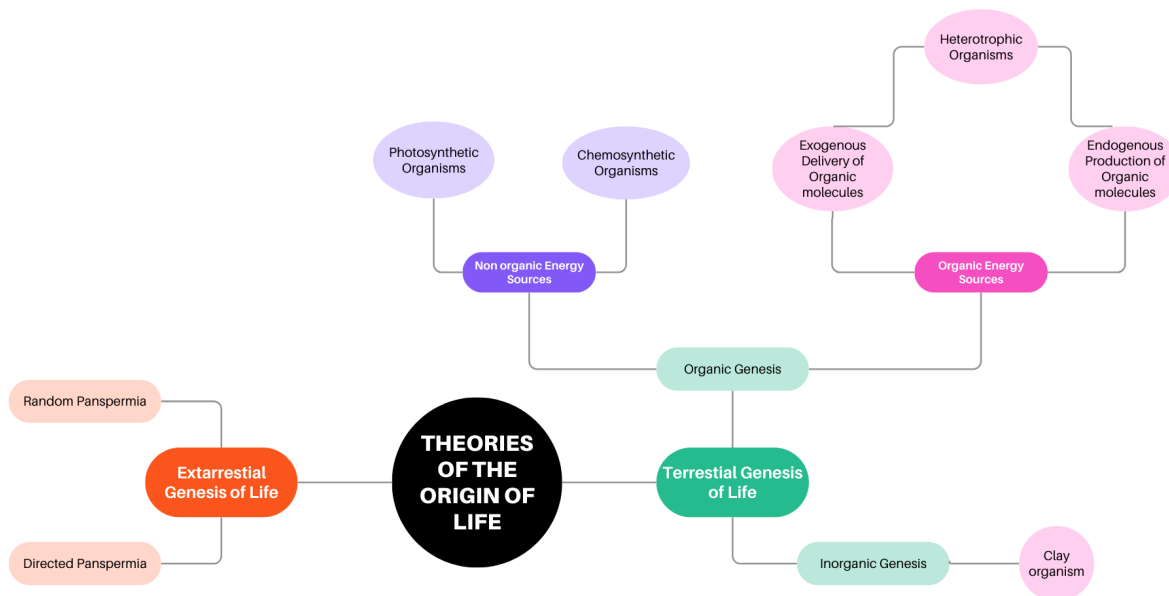 Heterotrophic
Organisms
Photosynthetic
Organisms
Chemosynthetic
Organisms
Exogenous
Delivery of
Organic
molecules
Endogenous
Production of
Organic
molecules
Non organic Energy
Sources
Organic Energy
Sources
Organic Genesis
Random Panspermia
THEORIES
OF THE
ORIGIN OF
LIFE
Extarrestial
Genesis of Life
Terrestial Genesis
of Life
Directed Panspermia
Inorganic Genesis
Clay
organism